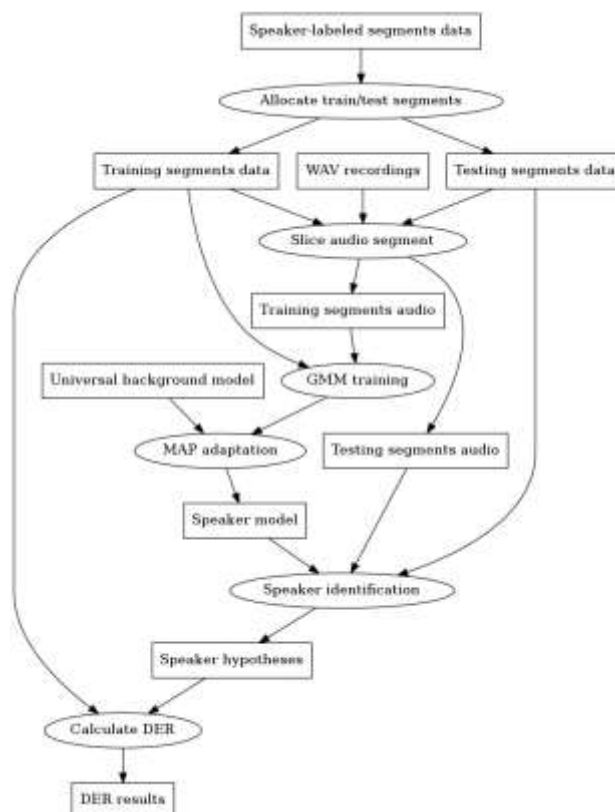 Speaker-labeled segments data
Allocate train/test segments
Training segments data
WAV recordings
Testing segments data
Slice audio segment
Training segments audio
Universal background model
GMM training
MAP adaptation
Testing segments audio
Speaker model
Speaker identification
Speaker hypotheses
Calculate DER
DER results